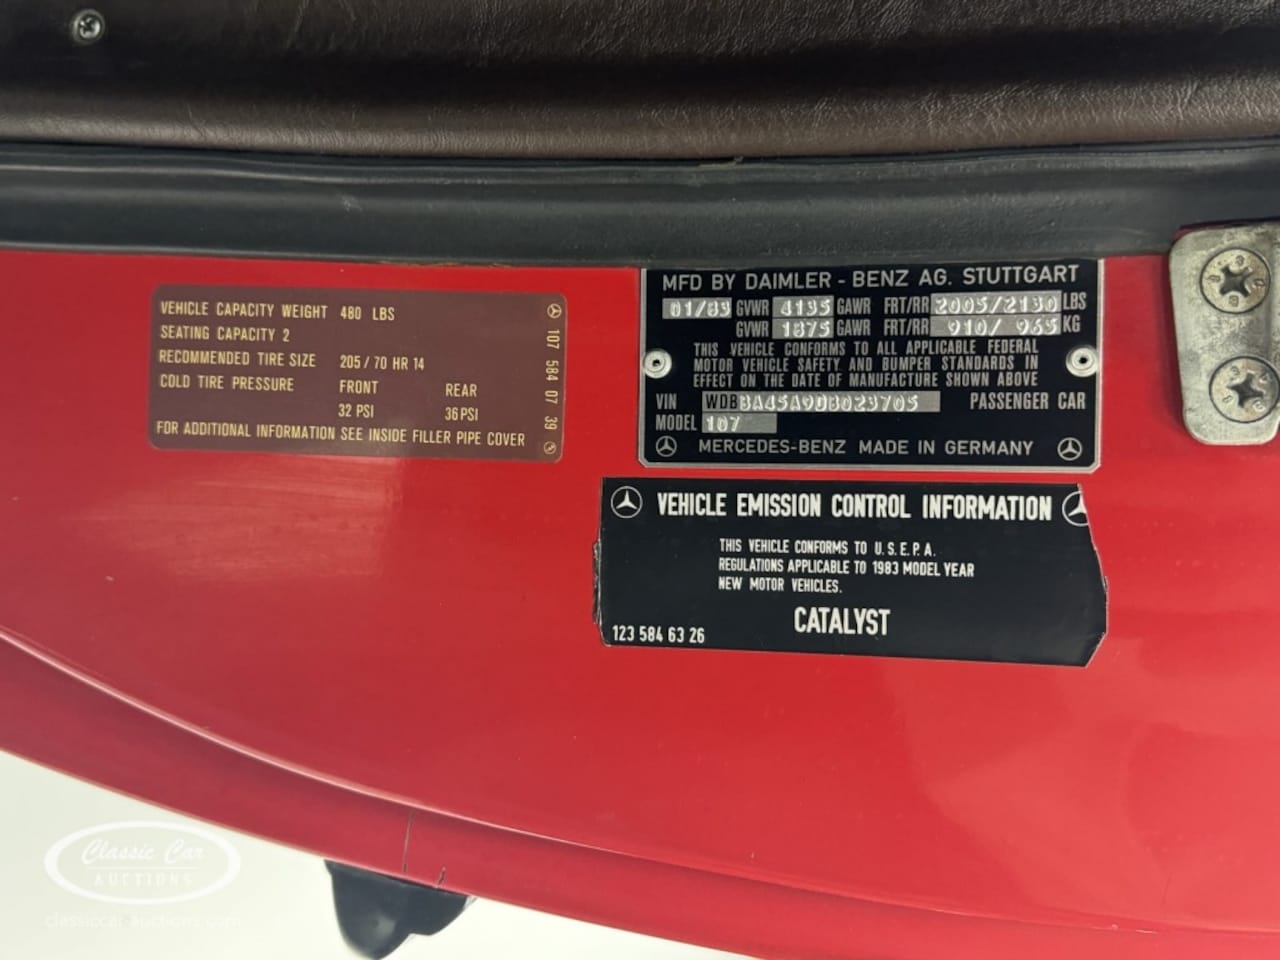 VEHICLE CAPACITY WEIGHT 480 LBS
SEATING CAPACITY 2
RECOMMENDED TIRE SIZE 205 / 70 HR 14
COLD TIRE PRESSURE FRONT REAR
32 PSI 36 PSI
FOR ADDITIONAL INFORMATION SEE INSIDE FILLER PIPE COVER
107 584 07 39
MFD BY DAIMLER - BENZ AG. STUTTGART
01/83 GVWR 4135 GAWR FRT/RR 2005/2130 LBS
GVWR 1875 GAWR FRT/RR 910/ 965 KG
THIS VEHICLE CONFORMS TO ALL APPLICABLE FEDERAL
MOTOR VEHICLE SAFETY AND BUMPER STANDARDS IN
EFFECT ON THE DATE OF MANUFACTURE SHOWN ABOVE
VIN WDBBA45A9DB023705 PASSENGER CAR
MODEL 107
MERCEDES-BENZ MADE IN GERMANY
VEHICLE EMISSION CONTROL INFORMATION
THIS VEHICLE CONFORMS TO U.S.E.P.A.
REGULATIONS APPLICABLE TO 1983 MODEL YEAR
NEW MOTOR VEHICLES.
CATALYST
123 584 63 26
Classic Car
AUCTIONS
classiccar-auctions.com